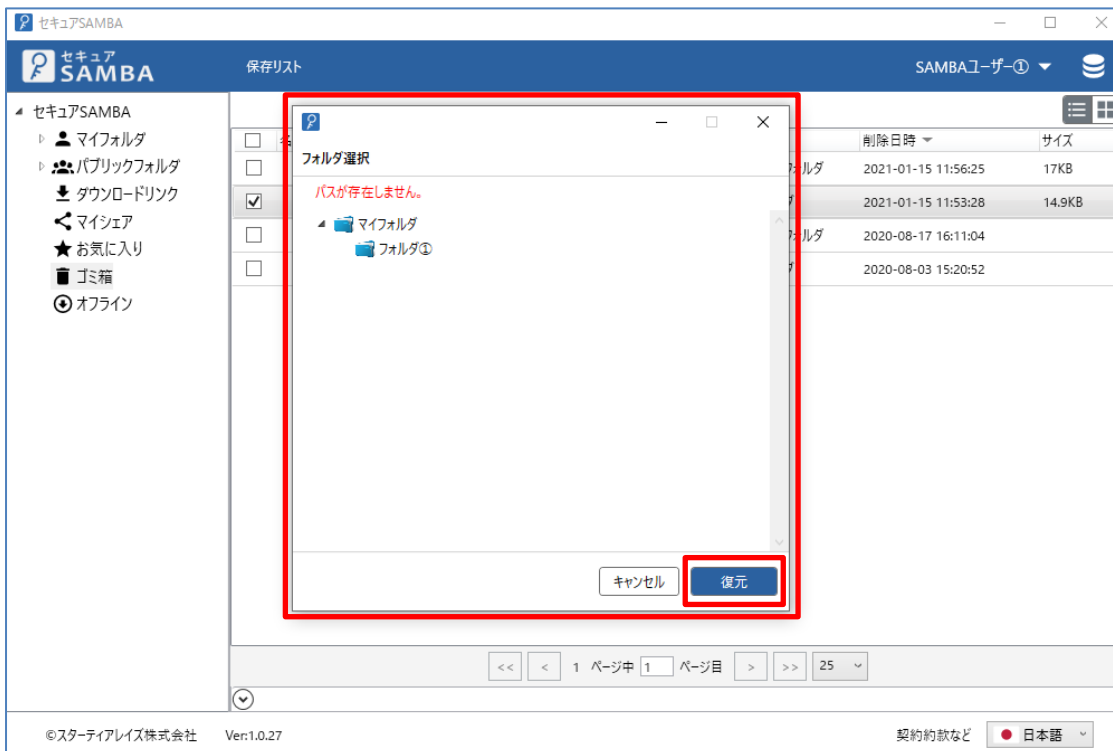 セキュアSAMBA
セキュア
SAMBA
保存リスト
SAMBAユーザー①
セキュアSAMBA
マイフォルダ
パブリックフォルダ
ダウンロードリンク
マイシェア
お気に入り
ゴミ箱
オフライン
削除日時
サイズ
2021-01-15 11:56:25 17KB
2021-01-15 11:53:28 14.9KB
2020-08-17 16:11:04
2020-08-03 15:20:52
フォルダ選択
パスが存在しません。
マイフォルダ
フォルダ①
キャンセル
復元
<< < 1 ページ中 1 ページ目 > >> 25
©スターティアレイズ株式会社 Ver:1.0.27
契約約款など
日本語